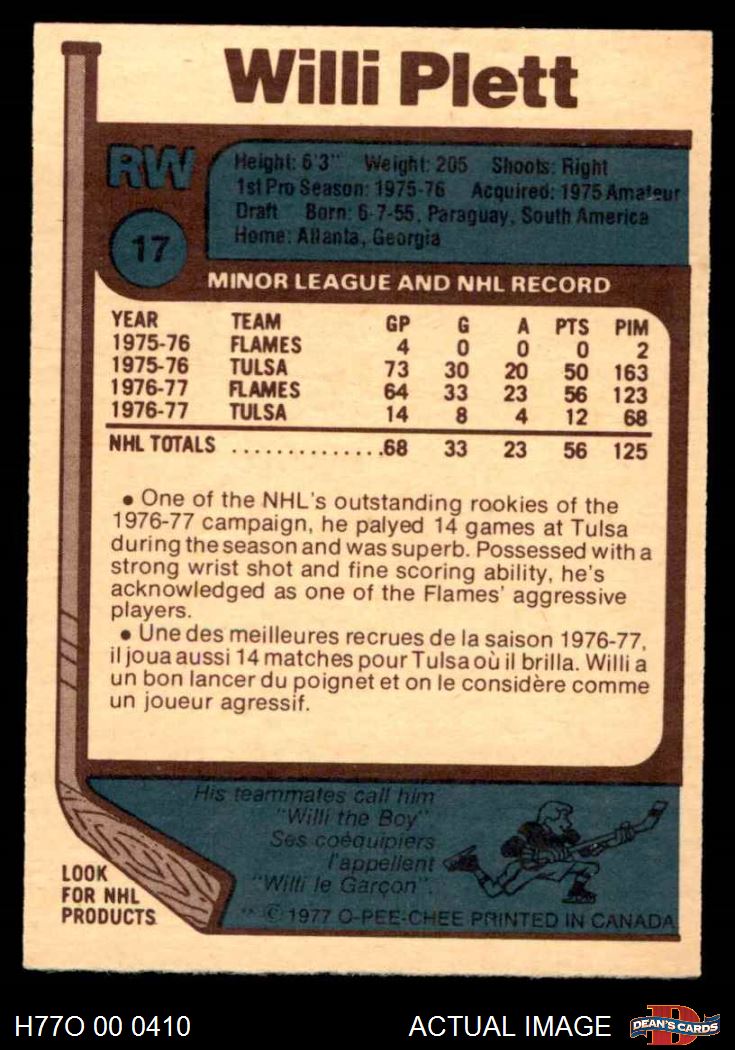 Willi Plett
RW
Height: 6'3" Weight: 205 Shoots: Right
1st Pro Season: 1975-76 Acquired: 1975 Amateur
Draft Born: 6-7-55, Paraguay, South America
Home: Atlanta, Georgia
17
MINOR LEAGUE AND NHL RECORD
YEAR TEAM GP G A PTS PIM
1975-76 FLAMES 4 0 0 0 2
1975-76 TULSA 73 30 20 50 163
1976-77 FLAMES 64 33 23 56 123
1976-77 TULSA 14 8 4 12 68
NHL TOTALS ..............68 33 23 56 125
• One of the NHL's outstanding rookies of the
1976-77 campaign, he palyed 14 games at Tulsa
during the season and was superb. Possessed with a
strong wrist shot and fine scoring ability, he's
acknowledged as one of the Flames' aggressive
players.
• Une des meilleures recrues de la saison 1976-77,
il joua aussi 14 matches pour Tulsa où il brilla. Willi a
un bon lancer du poignet et on le considère comme
un joueur agressif.
His teammates call him
"Willi the Boy"
Ses coéquipiers
l'appellent
"Willi le Garçon".
LOOK
FOR NHL
PRODUCTS
© 1977 O-PEE-CHEE PRINTED IN CANADA
H77O 00 0410
ACTUAL IMAGE
D
DEAN'S CARDS